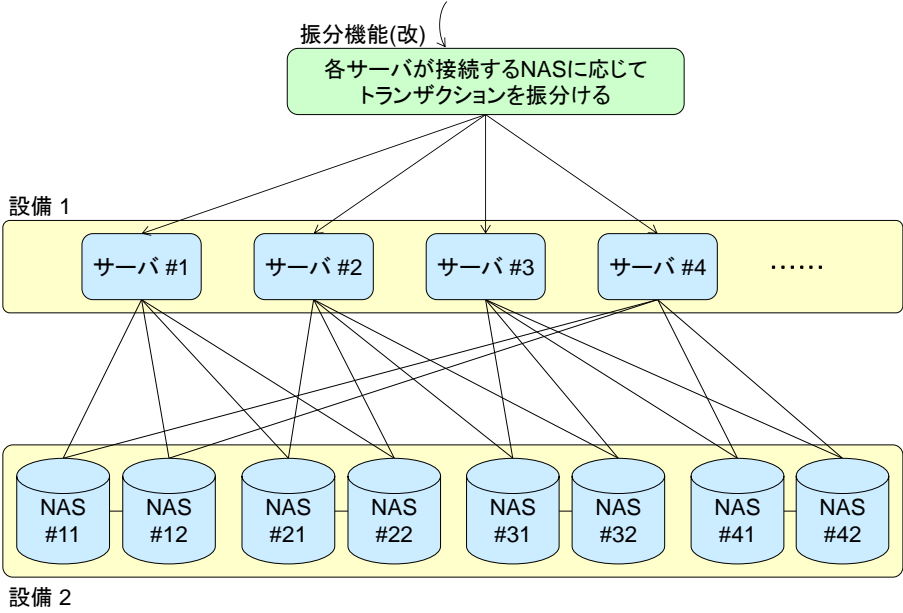 振分機能(改)
各サーバが接続するNASに応じて
トランザクションを振分ける
設備 1
サーバ #1
サーバ #2
サーバ #3
サーバ #4
……
NAS
#11
NAS
#12
NAS
#21
NAS
#22
NAS
#31
NAS
#32
NAS
#41
NAS
#42
設備 2